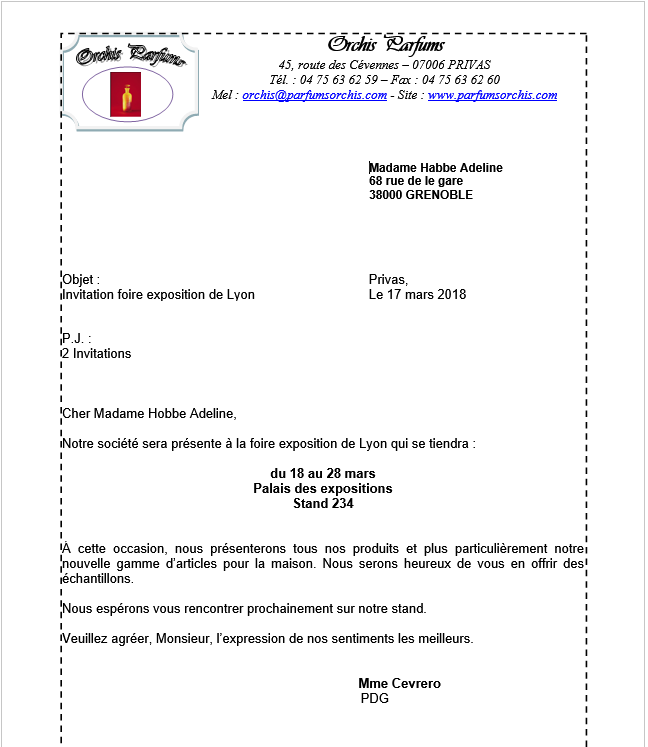 Orchis Parfums
Orchis Parfums
45, route des Cévennes – 07006 PRIVAS
Tél. : 04 75 63 62 59 – Fax : 04 75 63 62 60
Mel : orchis@parfumsorchis.com - Site : www.parfumsorchis.com
Madame Habbe Adeline
68 rue de le gare
38000 GRENOBLE
Objet :
Invitation foire exposition de Lyon
Privas,
Le 17 mars 2018
P.J. :
2 Invitations
Cher Madame Hobbe Adeline,
Notre société sera présente à la foire exposition de Lyon qui se tiendra :
du 18 au 28 mars
Palais des expositions
Stand 234
À cette occasion, nous présenterons tous nos produits et plus particulièrement notre
nouvelle gamme d’articles pour la maison. Nous serons heureux de vous en offrir des
échantillons.
Nous espérons vous rencontrer prochainement sur notre stand.
Veuillez agréer, Monsieur, l’expression de nos sentiments les meilleurs.
Mme Cevrero
PDG